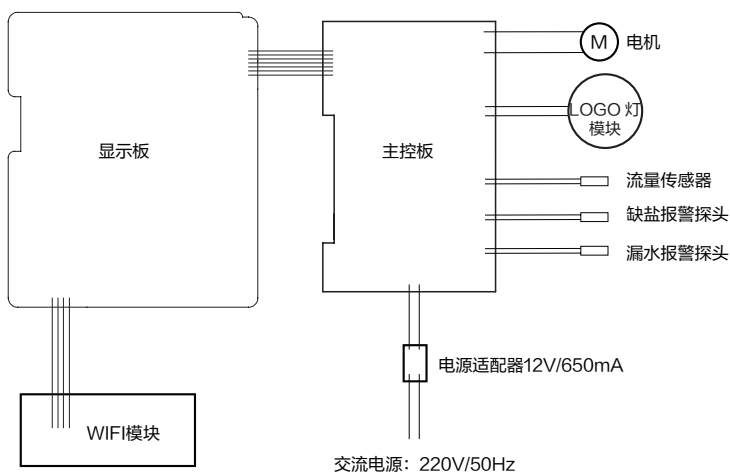 M
电机
LOGO 灯
模块
显示板
主控板
流量传感器
缺盐报警探头
漏水报警探头
电源适配器12V/650mA
WIFI模块
交流电源：220V/50Hz